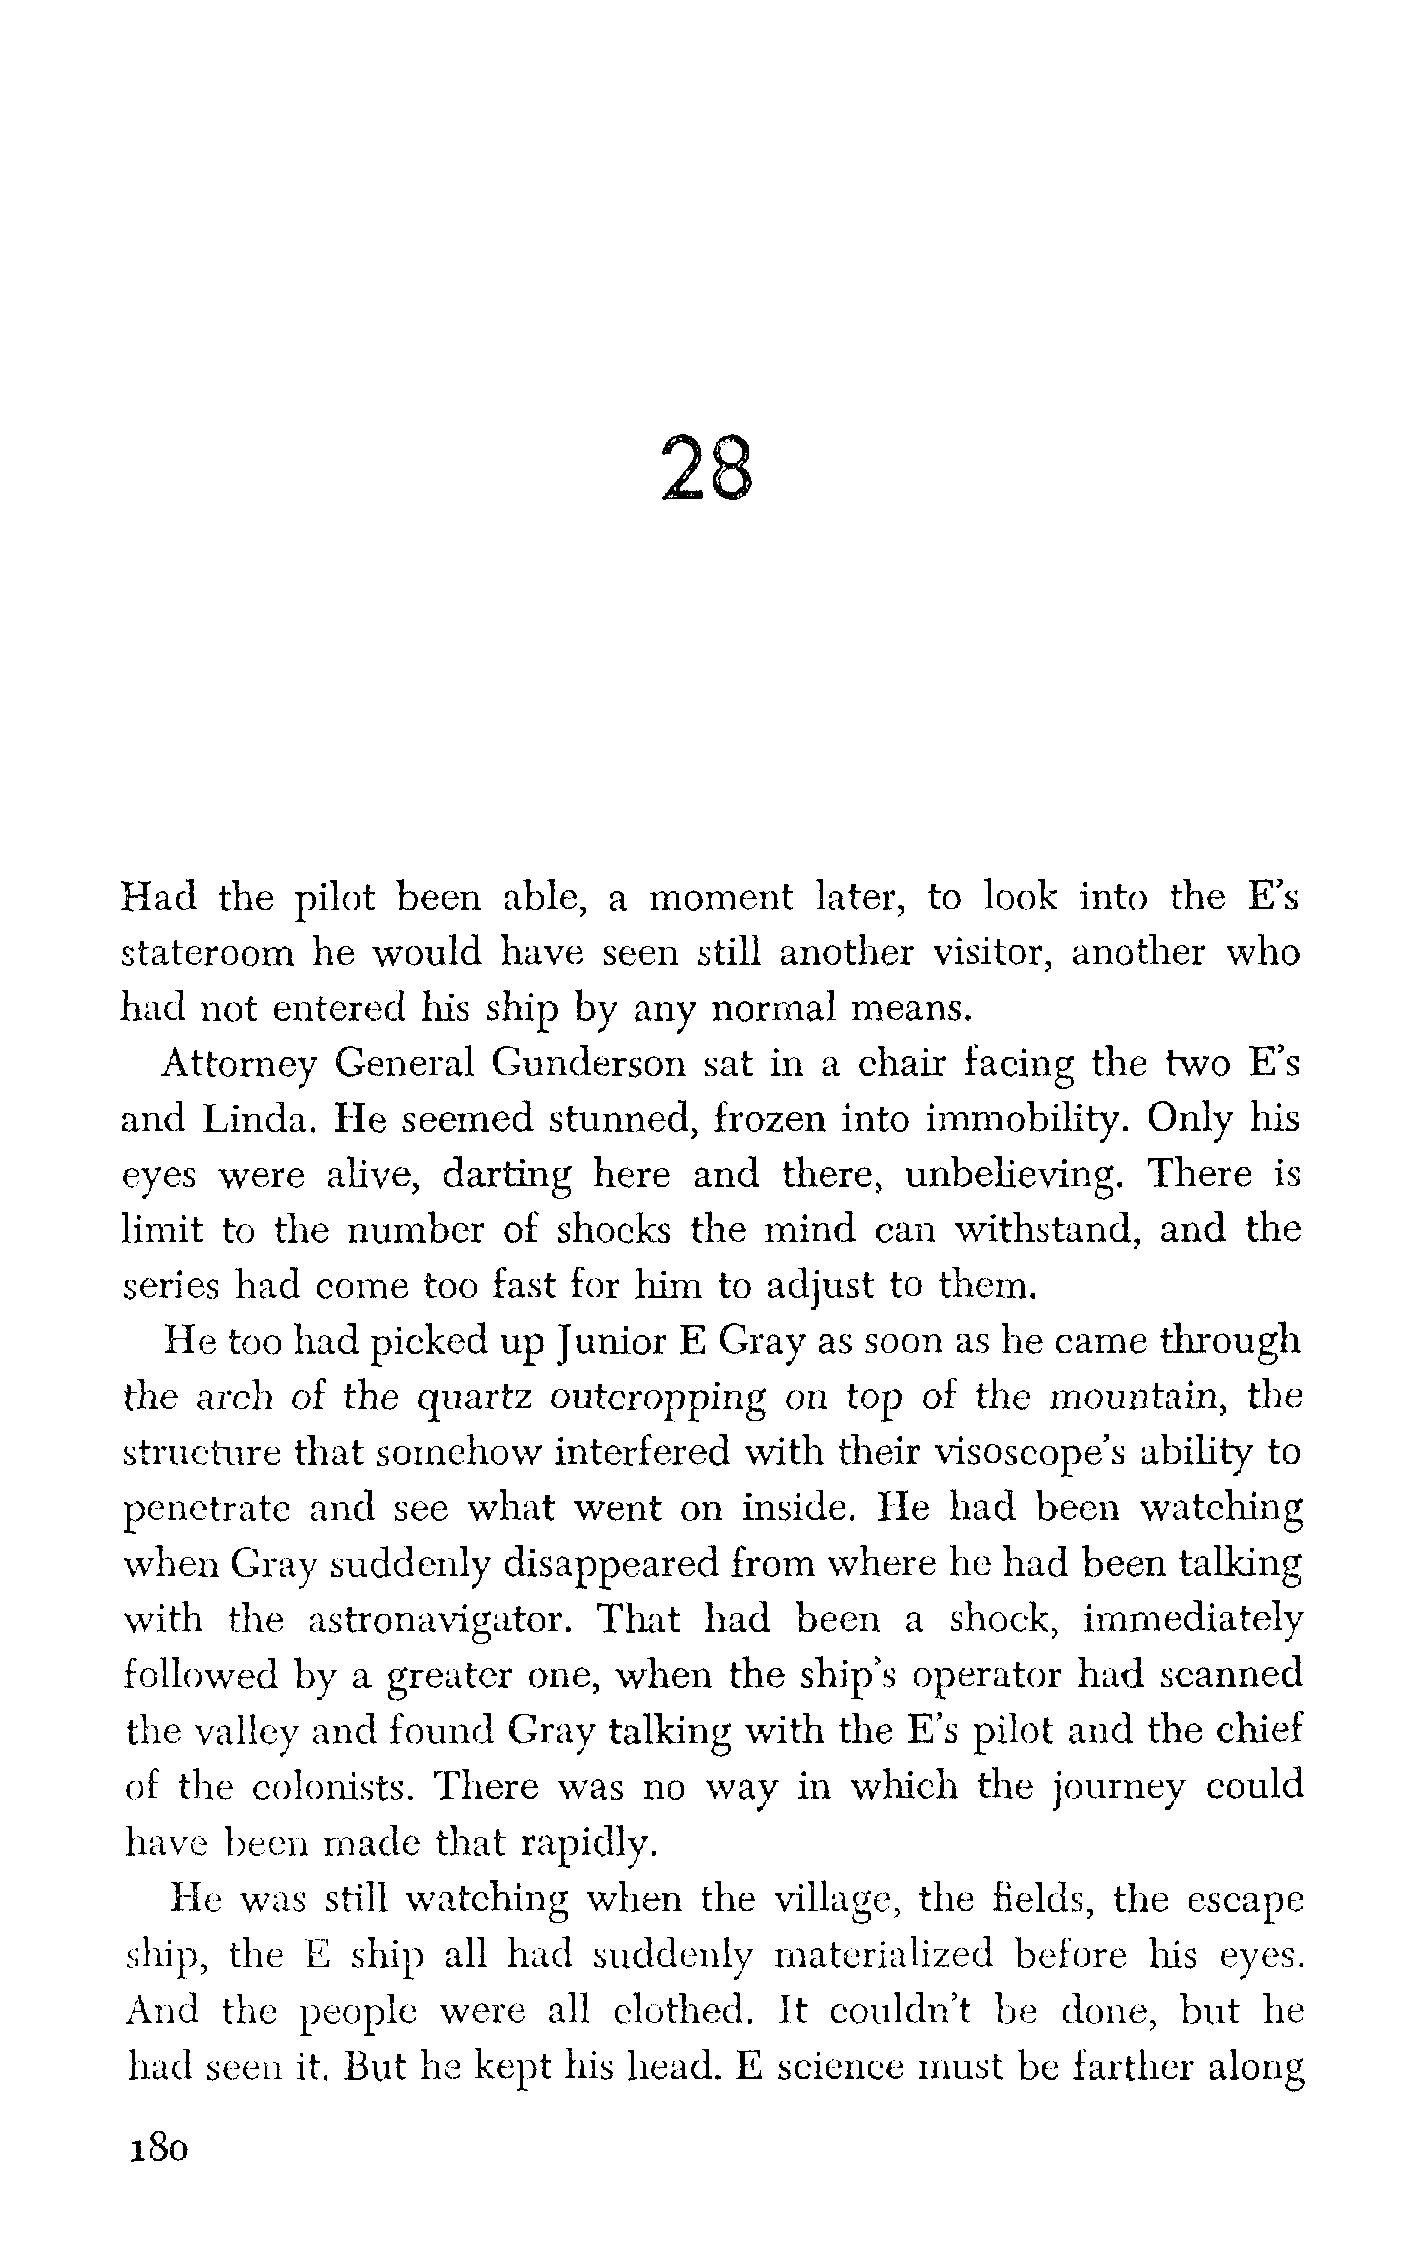 28
Had the pilot been able, a moment later, to look into the E's
stateroom he would have seen still another visitor, another who
had not entered his ship by any normal means.
Attorney General Gunderson sat in a chair facing the two E's
and Linda. He seemed stunned, frozen into immobility. Only his
eyes were alive, darting here and there, unbelieving. There is
limit to the number of shocks the mind can withstand, and the
series had come too fast for him to adjust to them.
He too had picked up Junior E Gray as soon as he came through
the arch of the quartz outcropping on top of the mountain, the
structure that somehow interfered with their visoscope's ability to
penetrate and see what went on inside. He had been watching
when Gray suddenly disappeared from where he had been talking
with the astronavigator. That had been a shock, immediately
followed by a greater one, when the ship's operator had scanned
the valley and found Gray talking with the E's pilot and the chief
of the colonists. There was no way in which the journey could
have been made that rapidly.
He was still watching when the village, the fields, the escape
ship, the E ship all had suddenly materialized before his eyes.
And the people were all clothed. It couldn't be done, but he
had seen it. But he kept his head. E science must be farther along
180